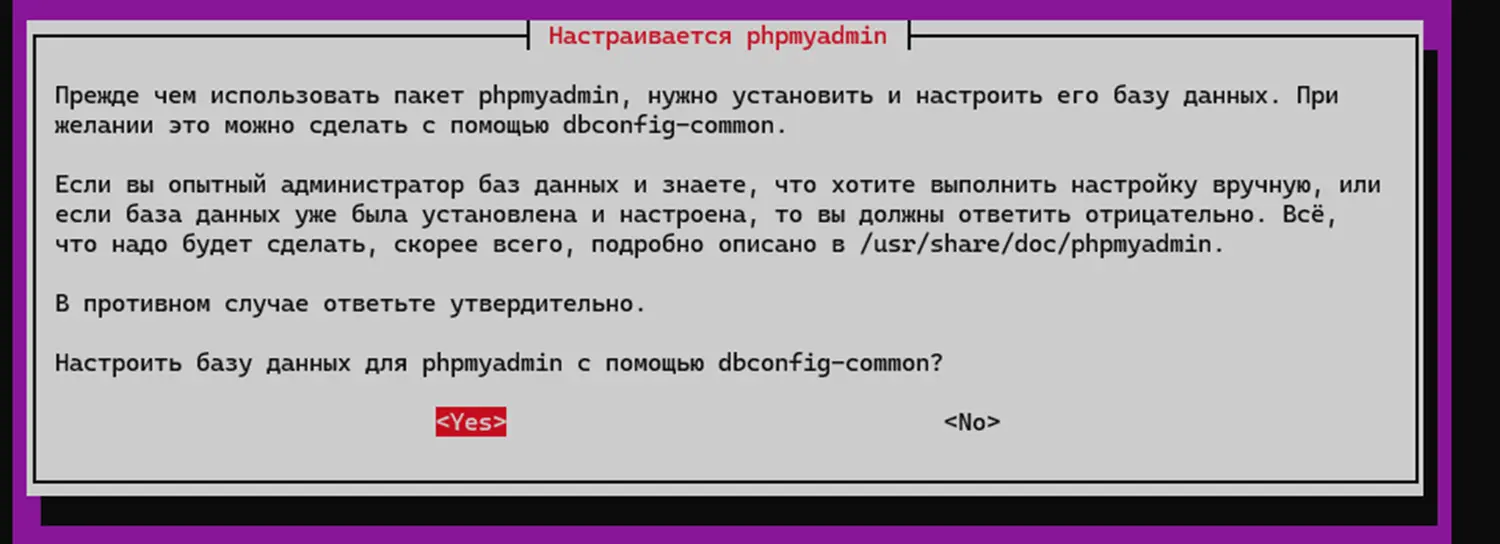 Настраивается phpmyadmin
Прежде чем использовать пакет phpmyadmin, нужно установить и настроить его базу данных. При
желании это можно сделать с помощью dbconfig-common.
Если вы опытный администратор баз данных и знаете, что хотите выполнить настройку вручную, или
если база данных уже была установлена и настроена, то вы должны ответить отрицательно. Всё,
что надо будет сделать, скорее всего, подробно описано в /usr/share/doc/phpmyadmin.
В противном случае ответьте утвердительно.
Настроить базу данных для phpmyadmin с помощью dbconfig-common?
<Yes> <No>